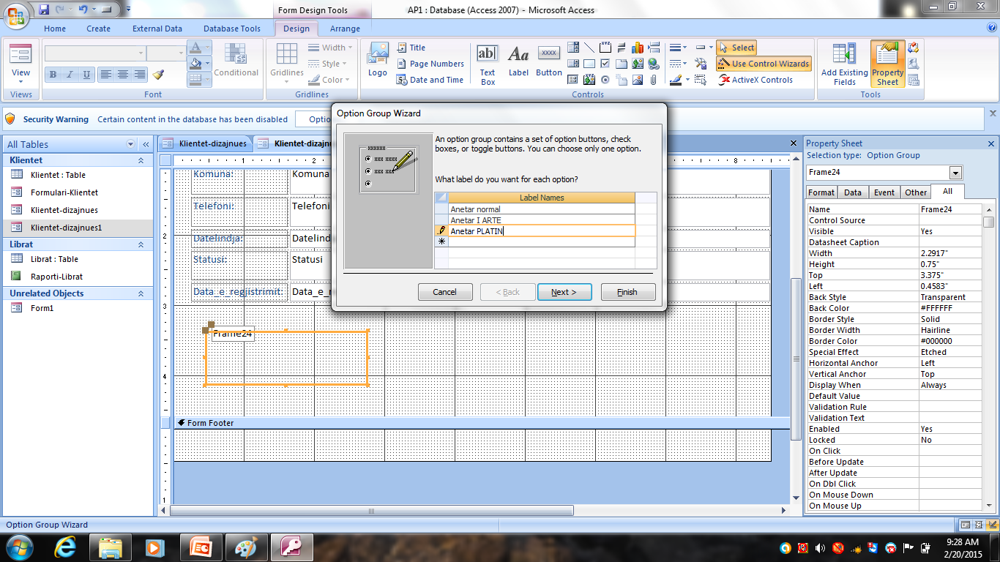 Form Design Tools
AP1 : Database (Access 2007) - Microsoft Access
Home Create External Data Database Tools Design Arrange
View
Views
B I U
Conditional
Font
Gridlines
Width
Style
Color
Gridlines
Logo
Title
Page Numbers
Date and Time
ab|
Text Box
Aa
Label
xxxx
Button
Controls
Select
Use Control Wizards
ActiveX Controls
Add Existing Fields
Property Sheet
Tools
Security Warning Certain content in the database has been disabled Optio
All Tables
Klientet
Klientet : Table
Formulari-Klientet
Klientet-dizajnues
Klientet-dizajnues1
Librat
Librat : Table
Raporti-Librat
Unrelated Objects
Form1
Klientet-dizajnues
Klientet-dizajn
1 2 8
Komuna: Komuna
Telefoni: Telefoni
2
Datelindja: Datelind
Statusi: Statusi
Data_e_regjistrimit: Data_e_r
3
Frame24
4
Form Footer
1
Option Group Wizard
An option group contains a set of option buttons, check
boxes, or toggle buttons. You can choose only one option.
What label do you want for each option?
Label Names
Anetar normal
Anetar I ARTE
Anetar PLATIN
Cancel < Back Next > Finish
Property Sheet
Selection type: Option Group
Frame24
Format Data Event Other All
Name Frame24
Control Source
Visible Yes
Datasheet Caption
Width 2.2917"
Height 0.75"
Top 3.375"
Left 0.4583"
Back Style Transparent
Back Color #FFFFFF
Border Style Solid
Border Width Hairline
Border Color #000000
Special Effect Etched
Horizontal Anchor Left
Vertical Anchor Top
Display When Always
Default Value
Validation Rule
Validation Text
Enabled Yes
Locked No
On Click
Before Update
After Update
On Dbl Click
On Mouse Down
On Mouse Up
Option Group Wizard
9:28 AM
2/20/2015